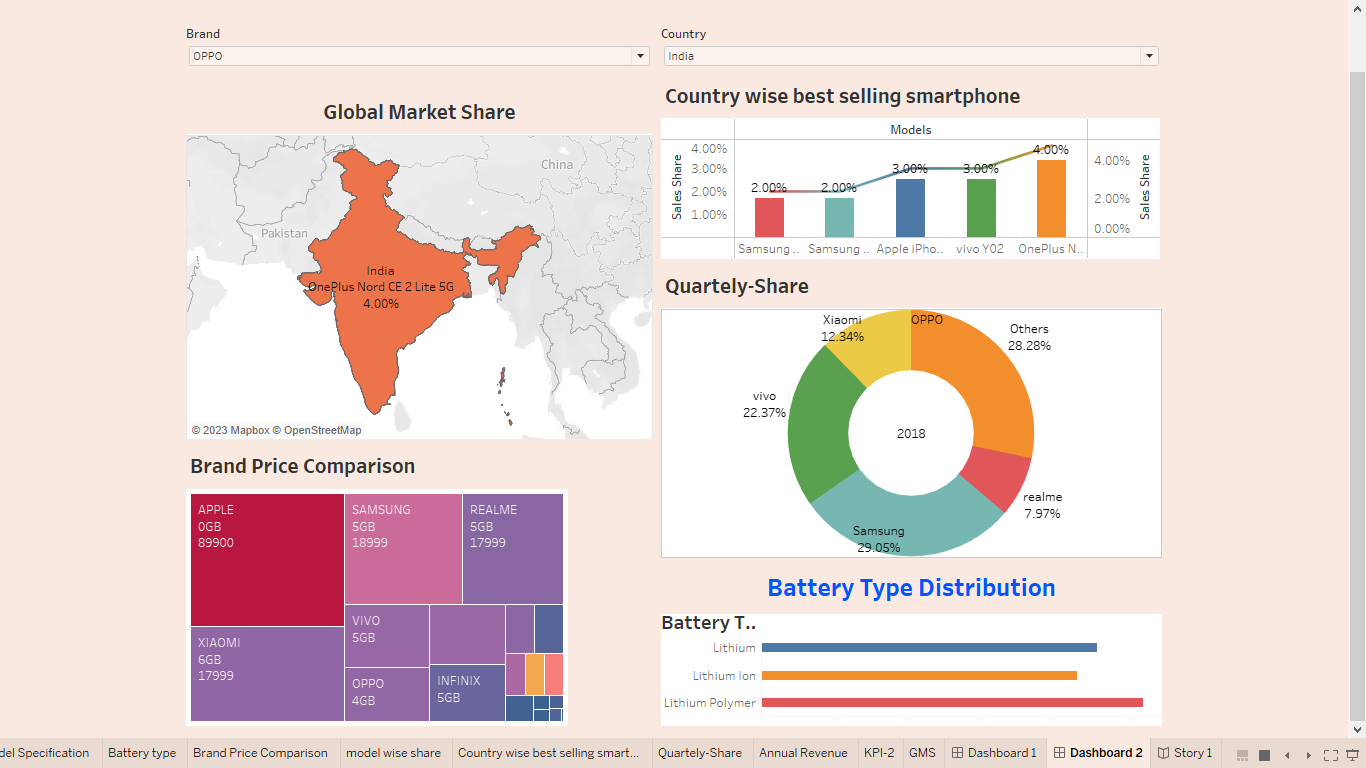 Brand
OPPO
Country
India
Global Market Share
China
Pakistan
India
OnePlus Nord CE 2 Lite 5G
4.00%
© 2023 Mapbox © OpenStreetMap
Country wise best selling smartphone
Models
Sales Share
4.00%
3.00%
2.00%
1.00%
2.00%
2.00%
3.00%
3.00%
4.00%
4.00%
2.00%
0.00%
Sales Share
Samsung ..
Samsung ..
Apple iPho..
vivo Y02
OnePlus N..
Quartely-Share
Xiaomi
12.34%
OPPO
Others
28.28%
vivo
22.37%
2018
realme
7.97%
Samsung
29.05%
Brand Price Comparison
APPLE
0GB
89900
SAMSUNG
5GB
18999
REALME
5GB
17999
XIAOMI
6GB
17999
VIVO
5GB
OPPO
4GB
INFINIX
5GB
Battery Type Distribution
Battery T..
Lithium
Lithium Ion
Lithium Polymer
del Specification
Battery type
Brand Price Comparison
model wise share
Country wise best selling smart...
Quartely-Share
Annual Revenue
KPI-2
GMS
Dashboard 1
Dashboard 2
Story 1